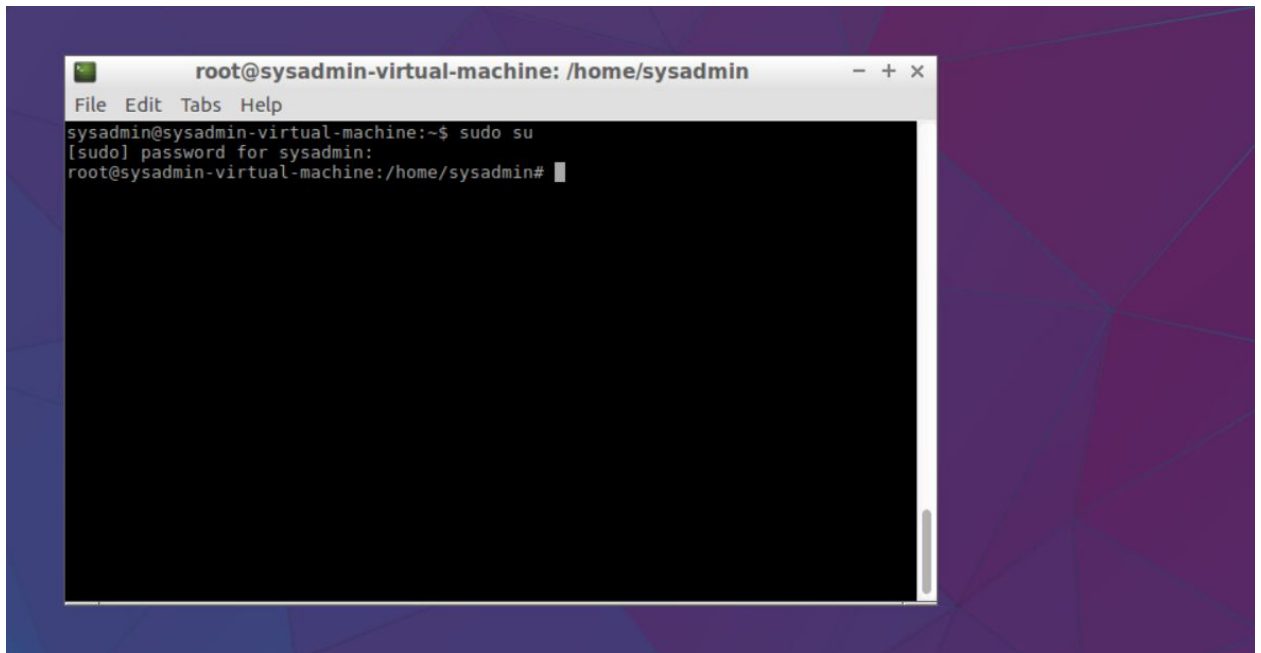 root@sysadmin-virtual-machine: /home/sysadmin
File Edit Tabs Help
sysadmin@sysadmin-virtual-machine:~$ sudo su
[sudo] password for sysadmin:
root@sysadmin-virtual-machine:/home/sysadmin#